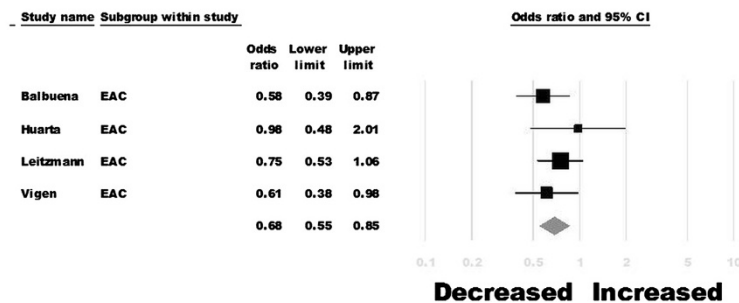 Study name Subgroup within study Odds ratio and 95% CI
Odds Lower Upper
ratio limit limit
Balbuena EAC 0.58 0.39 0.87
Huarta EAC 0.98 0.48 2.01
Leitzmann EAC 0.75 0.53 1.06
Vigen EAC 0.61 0.38 0.98
0.68 0.55 0.85
0.1 0.2 0.5 1 2 5 10
Decreased Increased